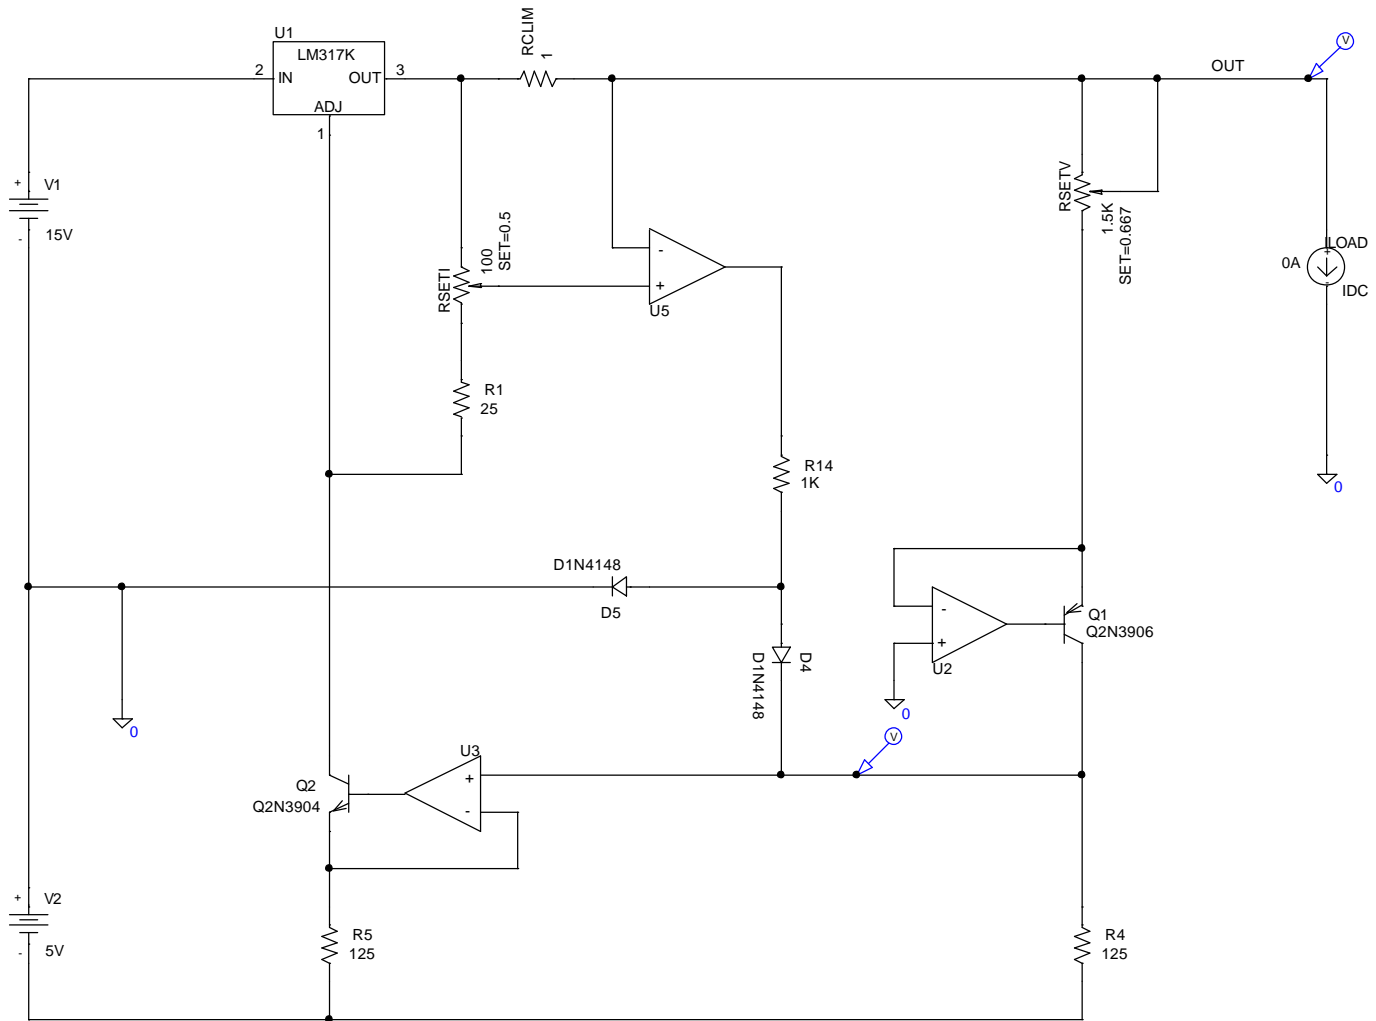 U1
LM317K
2
IN
OUT
3
ADJ
1
RCLIM
1
OUT
V
+
V1
15V
-
RSETI
100
SET=0.5
-
+
U5
RSETV
1.5K
SET=0.667
ILOAD
+
0A
-
IDC
0
R1
25
R14
1K
D1N4148
D5
D4
D1N4148
-
+
U2
0
Q1
Q2N3906
0
V
U3
+
-
Q2
Q2N3904
+
V2
5V
-
R5
125
R4
125